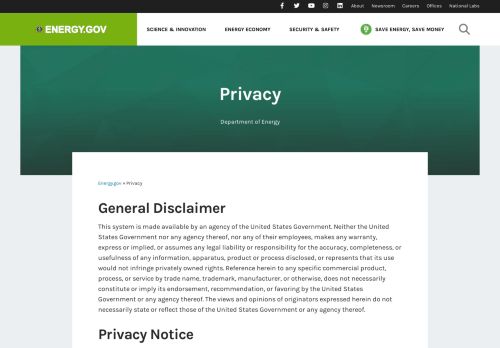 About Newsroom Careers Offices National Labs
ENERGY.GOV SCIENCE & INNOVATION ENERGY ECONOMY SECURITY & SAFETY SAVE ENERGY, SAVE MONEY
Privacy
Department of Energy
Energy.gov » Privacy
General Disclaimer
This system is made available by an agency of the United States Government. Neither the United
States Government nor any agency thereof, nor any of their employees, makes any warranty,
express or implied, or assumes any legal liability or responsibility for the accuracy, completeness, or
usefulness of any information, apparatus, product or process disclosed, or represents that its use
would not infringe privately owned rights. Reference herein to any specific commercial product,
process, or service by trade name, trademark, manufacturer, or otherwise, does not necessarily
constitute or imply its endorsement, recommendation, or favoring by the United States
Government or any agency thereof. The views and opinions of originators expressed herein do not
necessarily state or reflect those of the United States Government or any agency thereof.
Privacy Notice